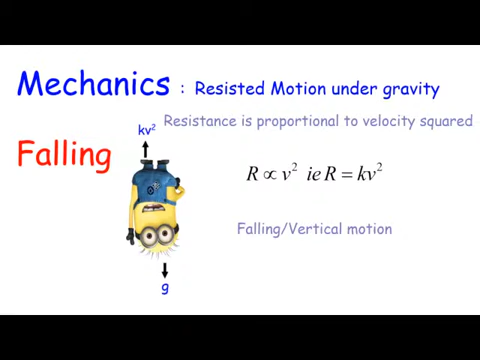 Mechanics : Resisted Motion under gravity
Resistance is proportional to velocity squared
kv²
Falling
R ∝ v² ie R = kv²
Falling/Vertical motion
g